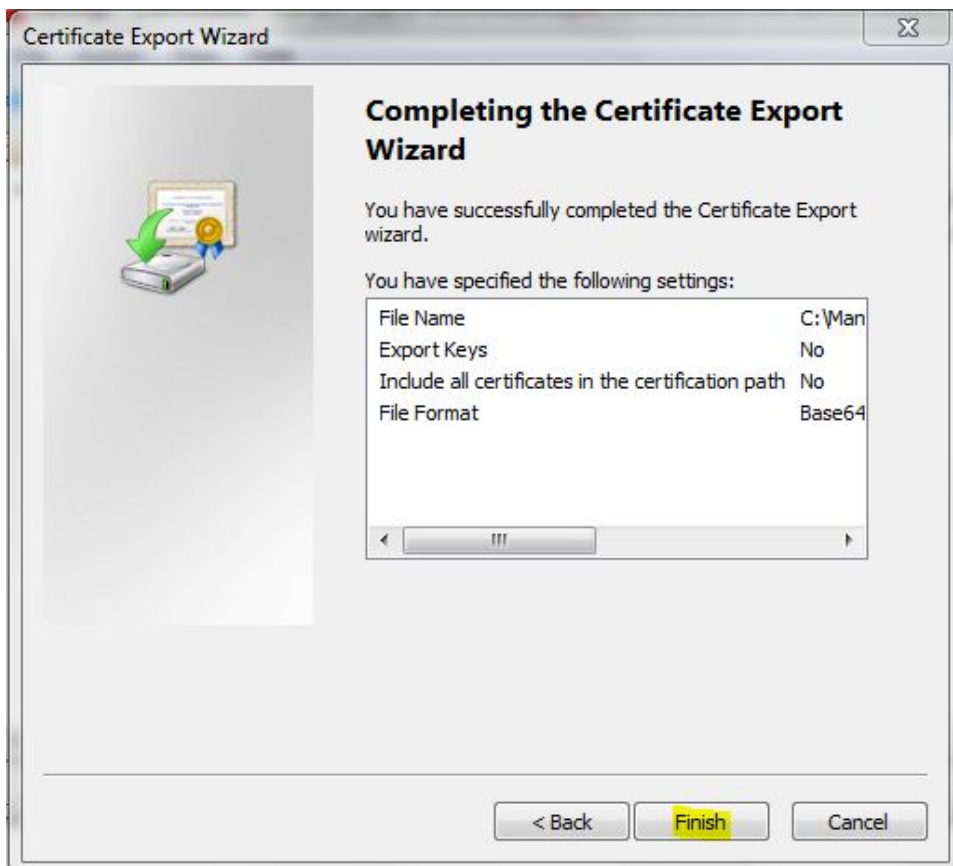 Certificate Export Wizard
Completing the Certificate Export
Wizard
You have successfully completed the Certificate Export
wizard.
You have specified the following settings:
File Name C:\Man
Export Keys No
Include all certificates in the certification path No
File Format Base64
< Back Finish Cancel